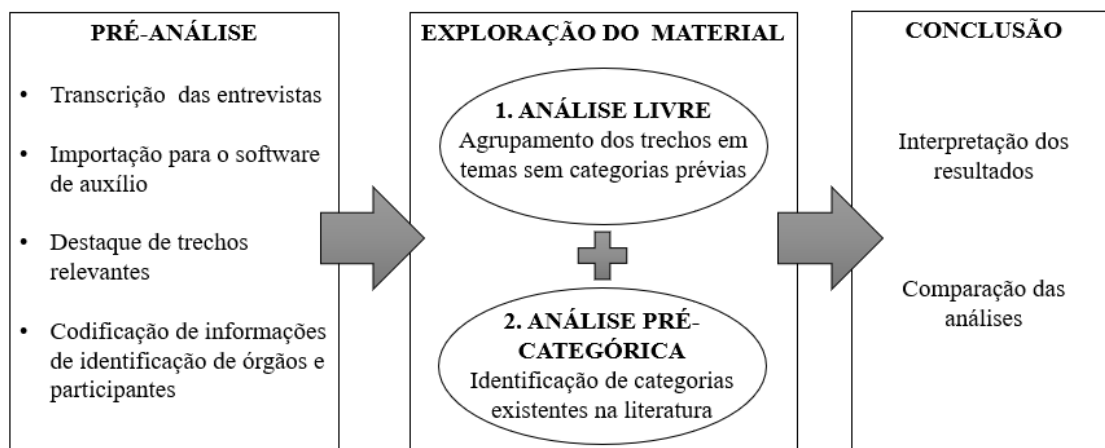 PRÉ-ANÁLISE
• Transcrição das entrevistas
• Importação para o software
de auxílio
• Destaque de trechos
relevantes
• Codificação de informações
de identificação de órgãos e
participantes
EXPLORAÇÃO DO MATERIAL
1. ANÁLISE LIVRE
Agrupamento dos trechos em
temas sem categorias prévias
2. ANÁLISE PRÉ-
CATEGÓRICA
Identificação de categorias
existentes na literatura
CONCLUSÃO
Interpretação dos
resultados
Comparação das
análises